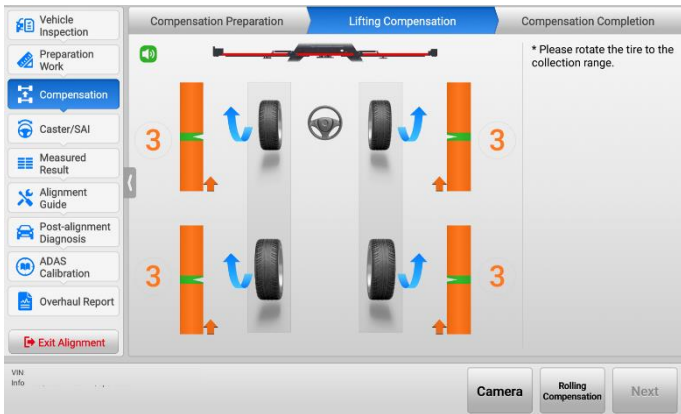 Vehicle
Inspection
Preparation
Work
Compensation
Caster/SAI
Measured
Result
Alignment
Guide
Post-alignment
Diagnosis
ADAS
Calibration
Overhaul Report
Exit Alignment
Compensation Preparation
Lifting Compensation
Compensation Completion
* Please rotate the tire to the
collection range.
3
3
3
3
VIN
Info
Camera
Rolling
Compensation
Next